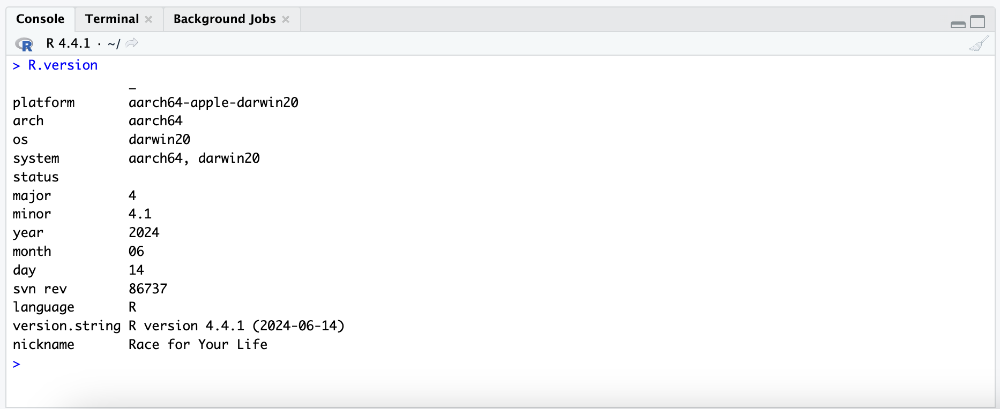 Console Terminal Background Jobs
R R 4.4.1 · ~/
> R.version
_
platform aarch64-apple-darwin20
arch aarch64
os darwin20
system aarch64, darwin20
status
major 4
minor 4.1
year 2024
month 06
day 14
svn rev 86737
language R
version.string R version 4.4.1 (2024-06-14)
nickname Race for Your Life
>